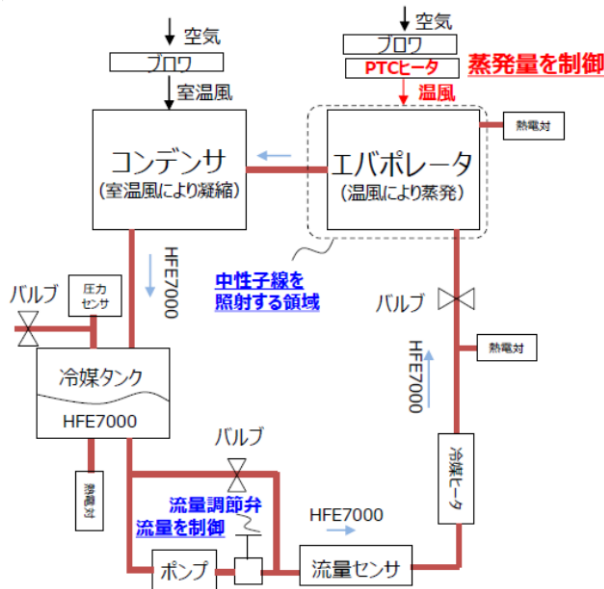 空気
ブロワ
室温風
空気
ブロワ
PTCヒータ
蒸発量を制御
温風
コンデンサ
(室温風により凝縮)
エバポレータ
(温風により蒸発)
熱電対
中性子線を
照射する領域
HFE7000
バルブ
圧力
センサ
バルブ
熱電対
HFE7000
冷媒タンク
HFE7000
熱電対
バルブ
流量調節弁
流量を制御
HFE7000
冷媒ヒータ
ポンプ
流量センサ